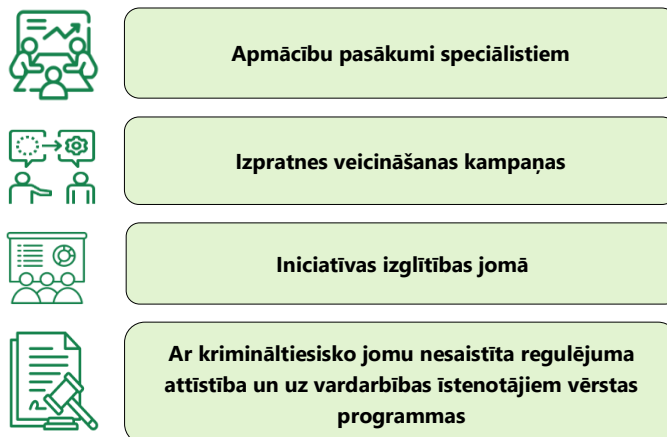 Apmācību pasākumi speciālistiem
Izpratnes veicināšanas kampaņas
Iniciatīvas izglītības jomā
Ar krimināltiesisko jomu nesaistīta regulējuma
attīstība un uz vardarbības īstenotājiem vērstas
programmas